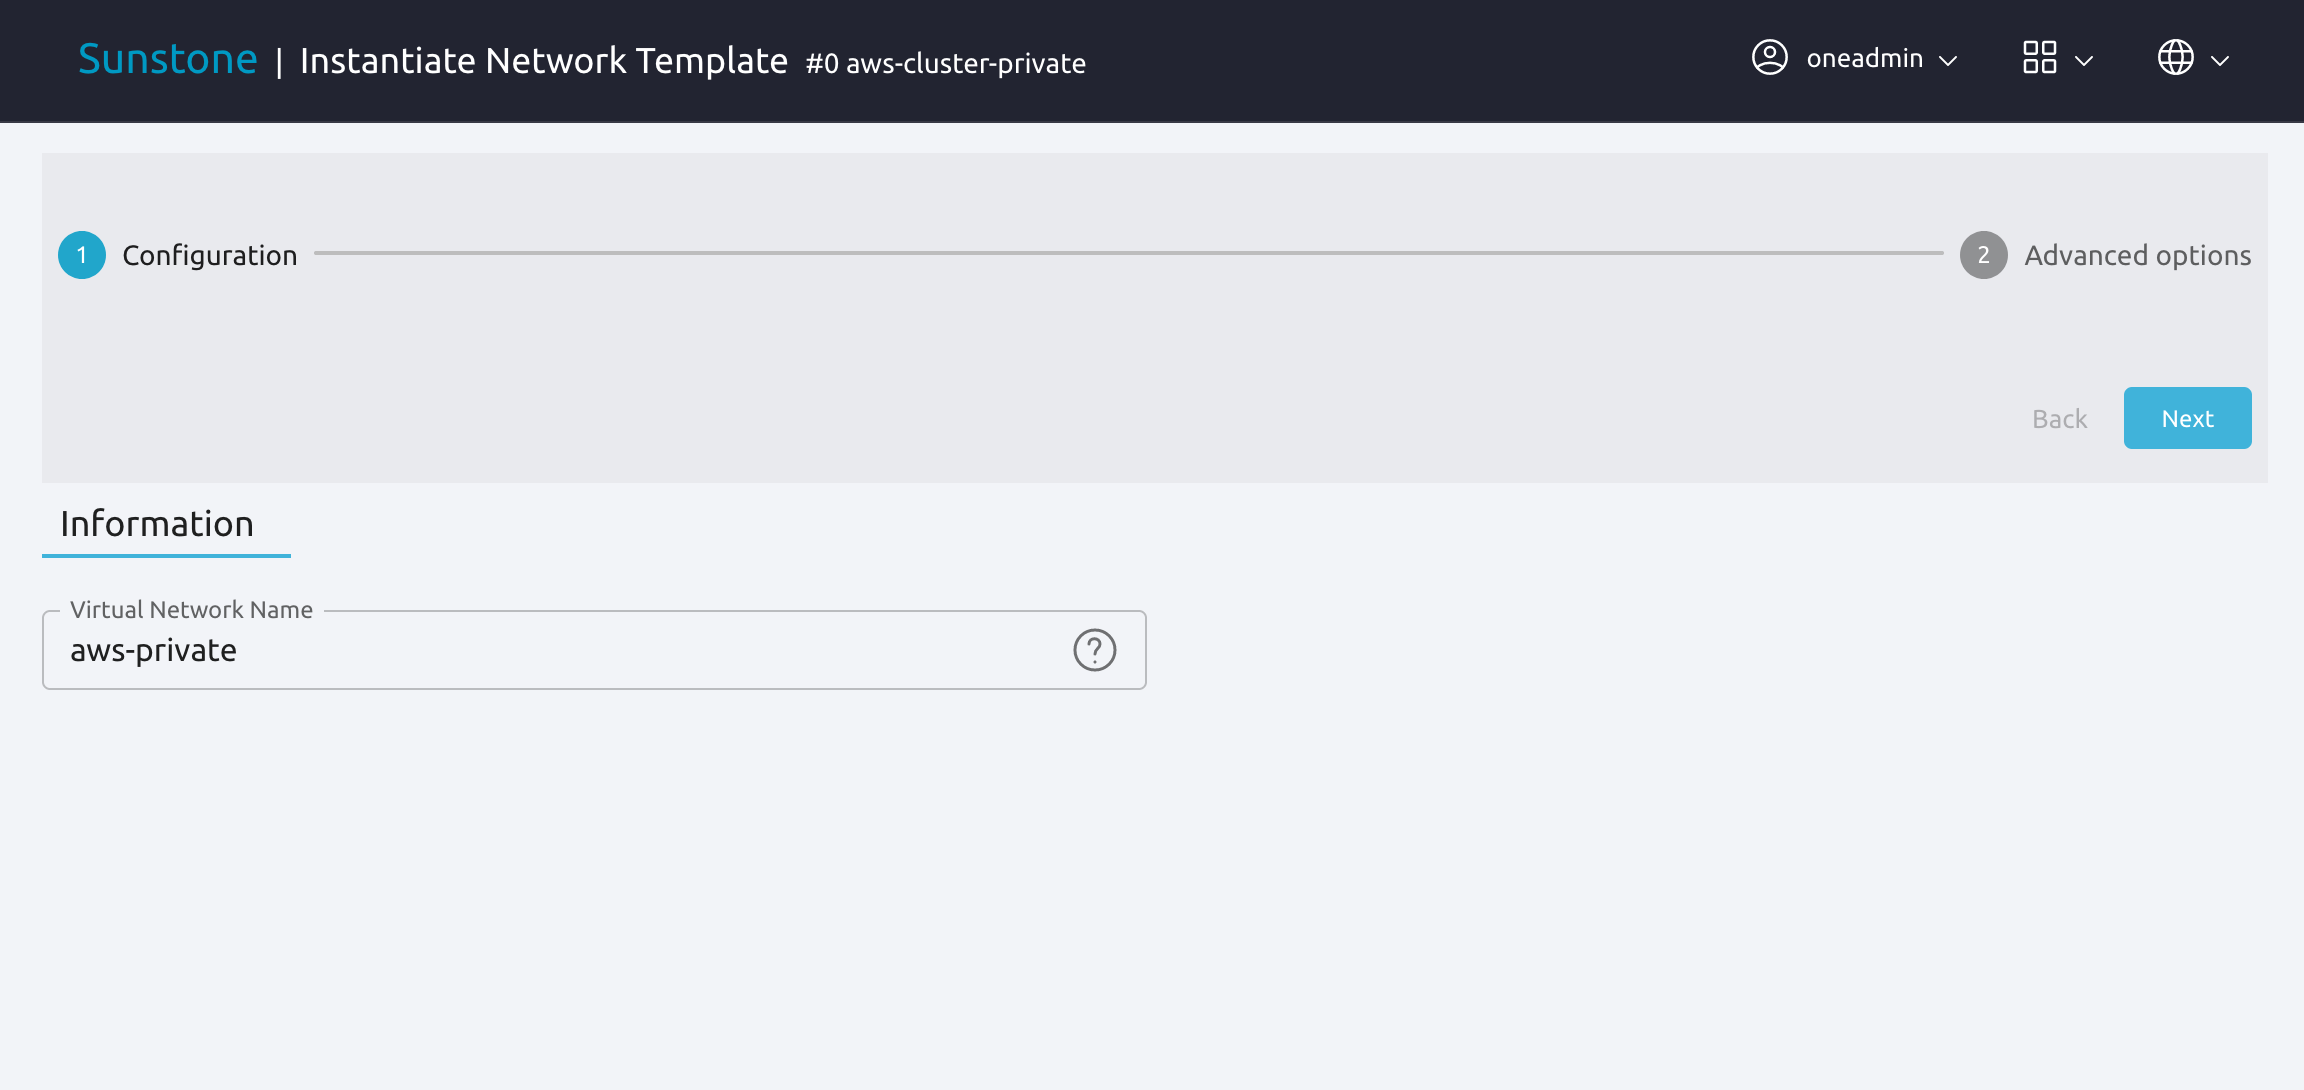 Sunstone | Instantiate Network Template #0 aws-cluster-private
oneadmin
1 Configuration
2 Advanced options
Back Next
Information
Virtual Network Name
aws-private
?